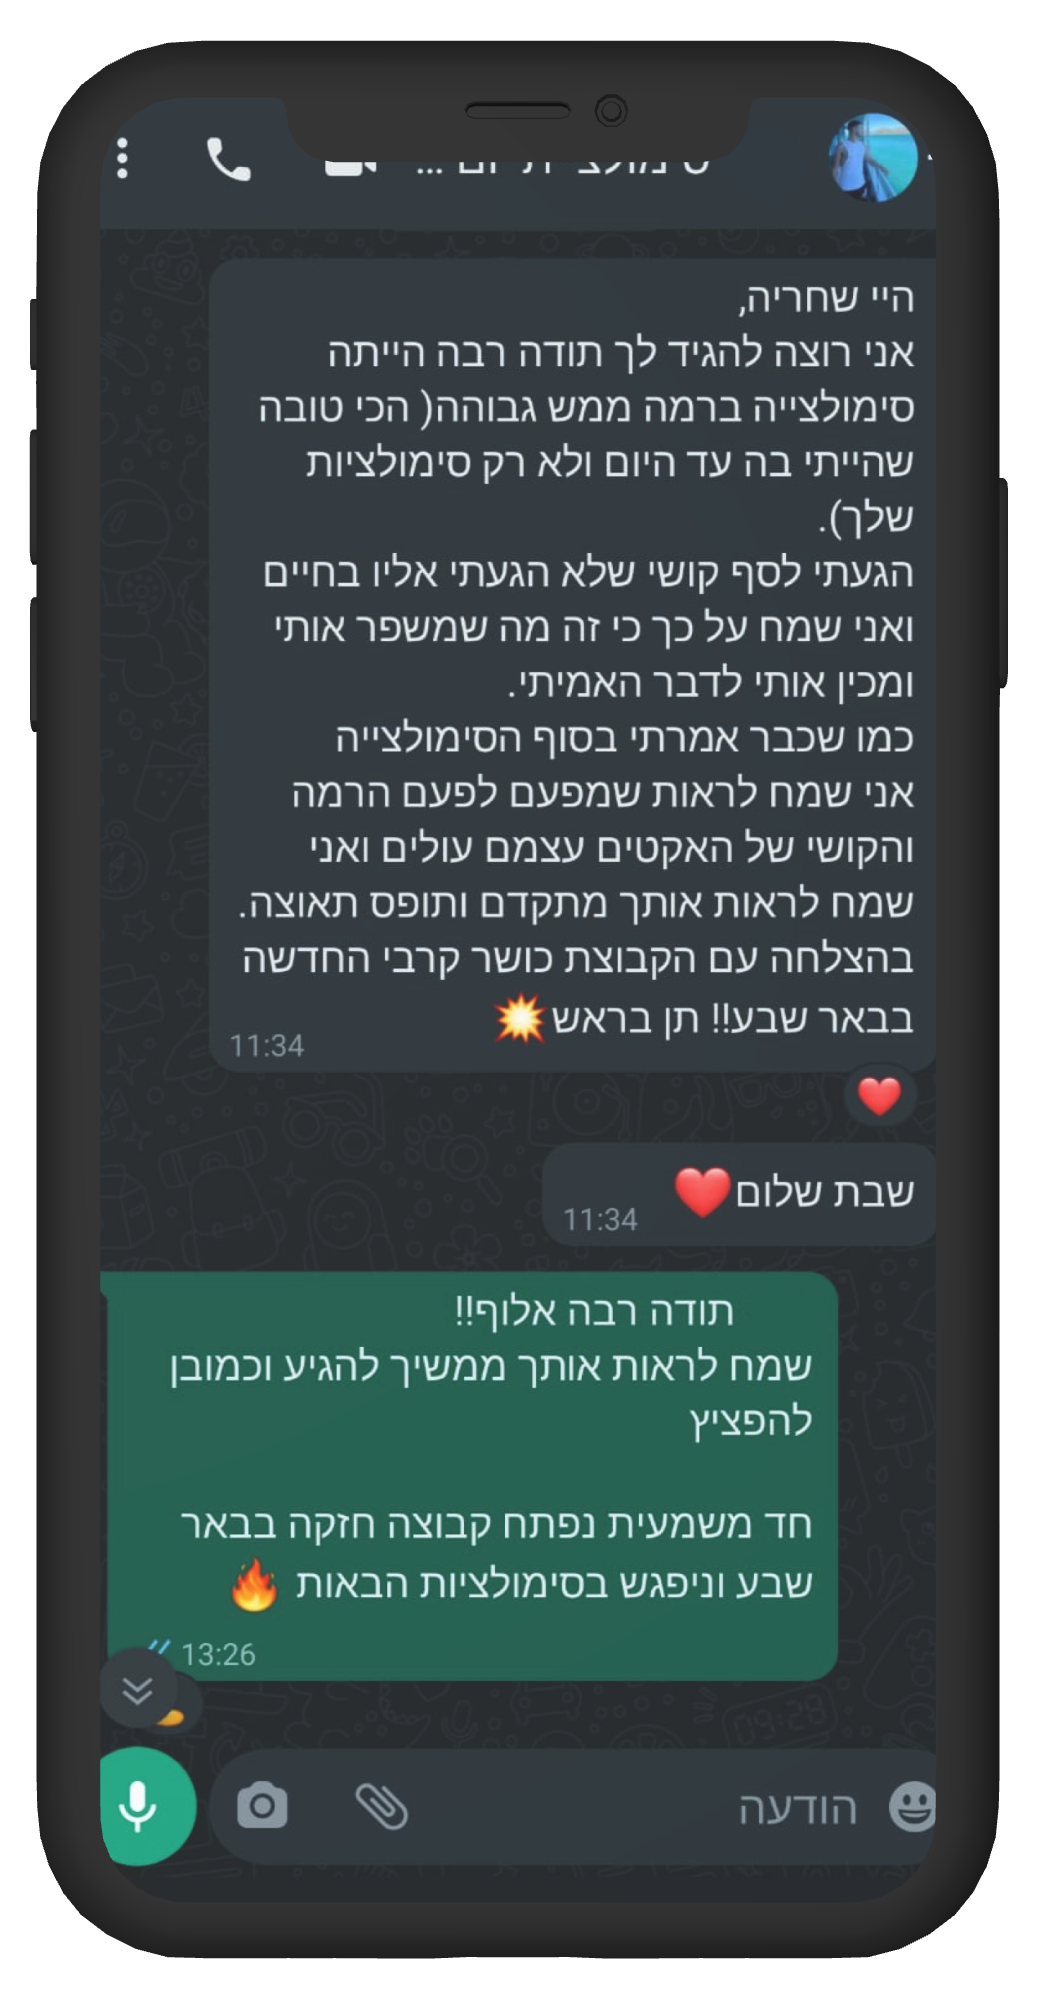 היי שחריה,
אני רוצה להגיד לך תודה רבה הייתה
סימולצייה ברמה ממש גבוהה( הכי טובה
שהייתי בה עד היום ולא רק סימולציות
שלך).
הגעתי לסף קושי שלא הגעתי אליו בחיים
ואני שמח על כך כי זה מה שמשפר אותי
ומכין אותי לדבר האמיתי.
כמו שכבר אמרתי בסוף הסימולצייה
אני שמח לראות שמפעם לפעם הרמה
והקושי של האקטים עצמם עולים ואני
שמח לראות אותך מתקדם ותופס תאוצה.
בהצלחה עם הקבוצת כושר קרבי החדשה
בבאר שבע!! תן בראש💥
11:34
❤️
שבת שלום❤️
11:34
תודה רבה אלוף!!
שמח לראות אותך ממשיך להגיע וכמובן
להפציץ
חד משמעית נפתח קבוצה חזקה בבאר
שבע וניפגש בסימולציות הבאות 🔥
13:26
הודעה